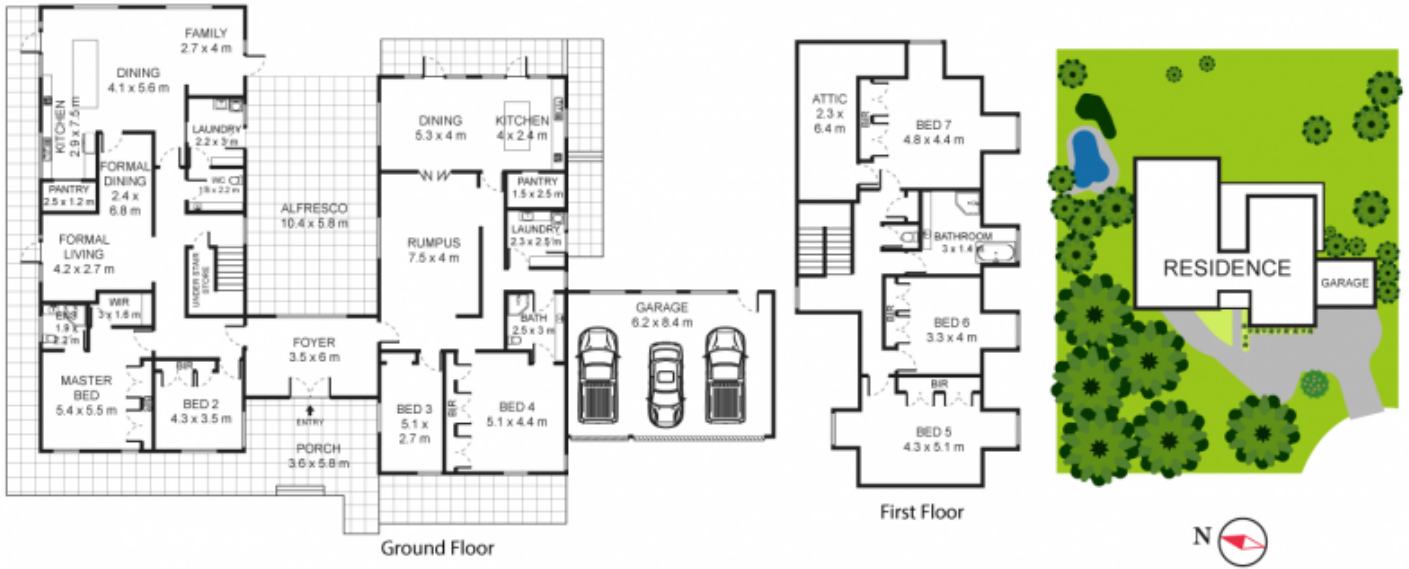 FAMILY
2.7 x 4 m
DINING
4.1 x 5.6 m
KITCHEN
2.9 x 7.5 m
LAUNDRY
2.2 x 3 m
FORMAL
DINING
2.4 x
6.8 m
WC
1.8 x 2.2 m
PANTRY
2.5 x 1.2 m
FORMAL
LIVING
4.2 x 2.7 m
UNDER STAIR
STORE
WIR
3 x 1.6 m
ENS
1.9 x
2.2 m
MASTER
BED
5.4 x 5.5 m
BIR
BIR
BED 2
4.3 x 3.5 m
ALFRESCO
10.4 x 5.8 m
FOYER
3.5 x 6 m
ENTRY
PORCH
3.6 x 5.8 m
DINING
5.3 x 4 m
KITCHEN
4 x 2.4 m
PANTRY
1.5 x 2.5 m
LAUNDRY
2.3 x 2.5 m
RUMPUS
7.5 x 4 m
BATH
2.5 x 3 m
BED 3
5.1 x
2.7 m
BIR
BED 4
5.1 x 4.4 m
GARAGE
6.2 x 8.4 m
Ground Floor
ATTIC
2.3 x
6.4 m
BIR
BED 7
4.8 x 4.4 m
BATHROOM
3 x 1.4 m
BIR
BED 6
3.3 x 4 m
BIR
BED 5
4.3 x 5.1 m
First Floor
RESIDENCE
GARAGE
N